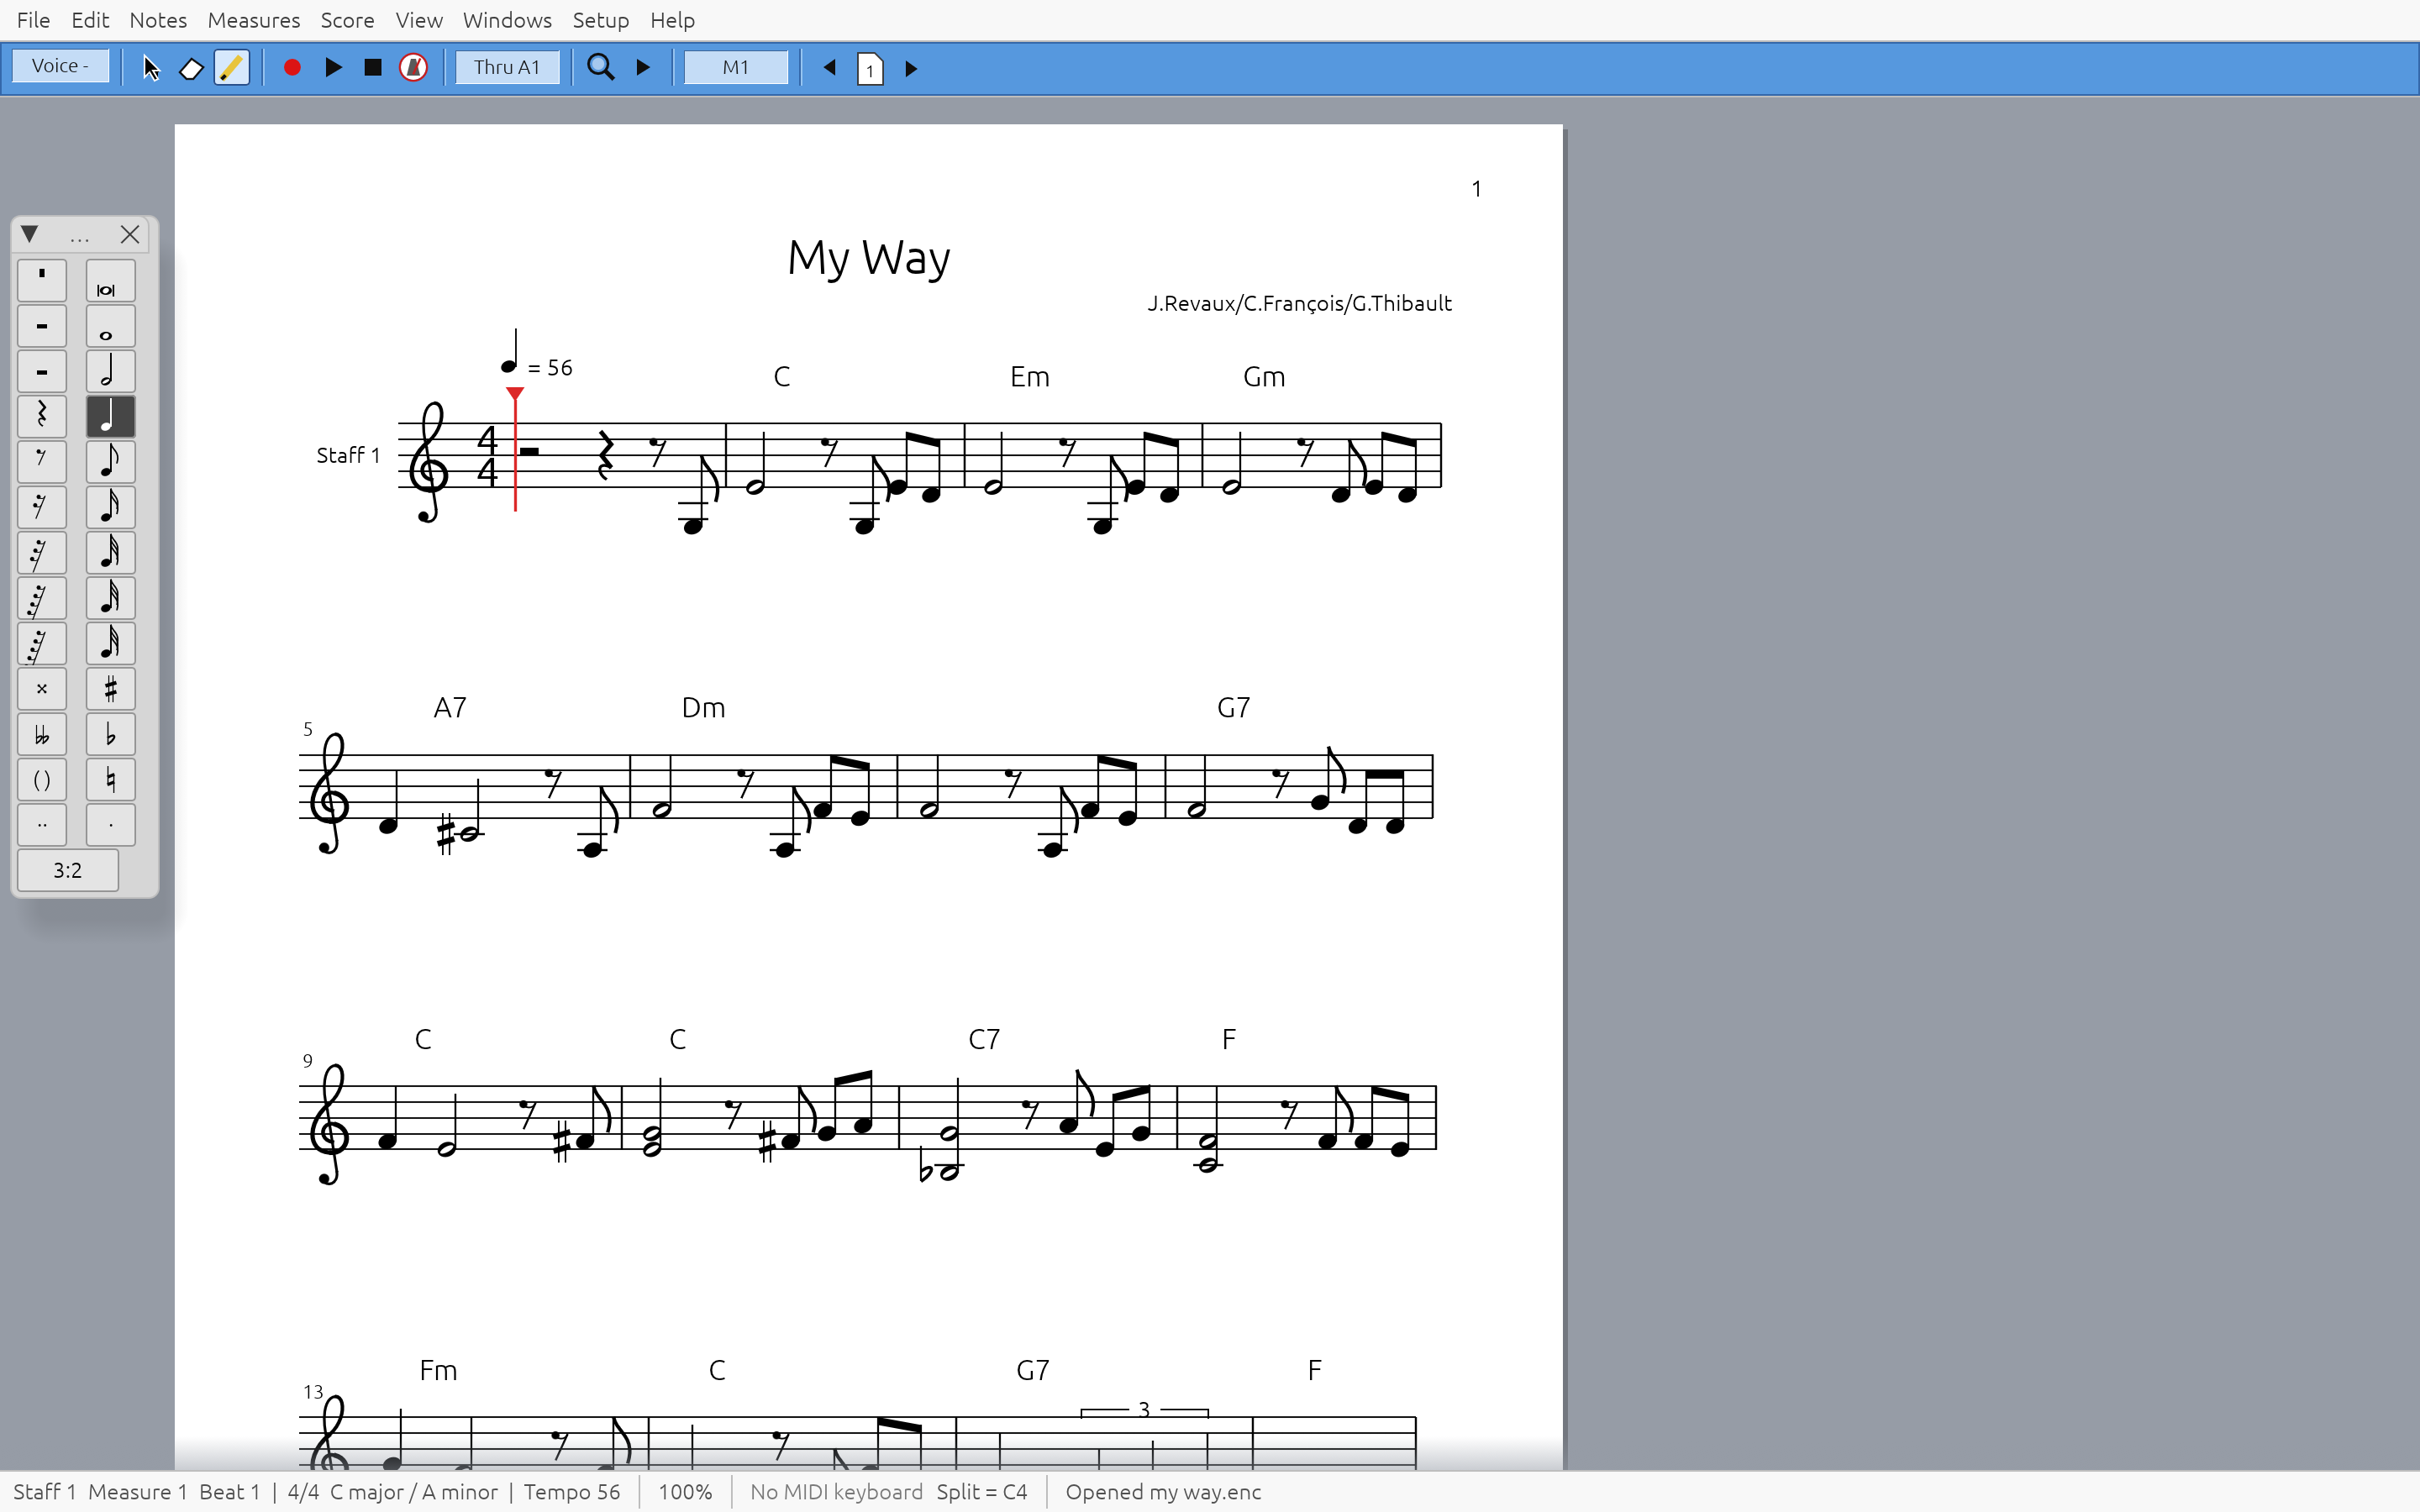 File Edit Notes Measures Score View Windows Setup Help
Voice - Thru A1 M1 1
1
My Way
J.Revaux/C.François/G.Thibault
= 56
C Em Gm
Staff 1 4 4
A7 Dm G7
5
C C C7 F
9
Fm C G7 F
13 3
...
( )
3:2
Staff 1 Measure 1 Beat 1 | 4/4 C major / A minor | Tempo 56 100% No MIDI keyboard Split = C4 Opened my way.enc